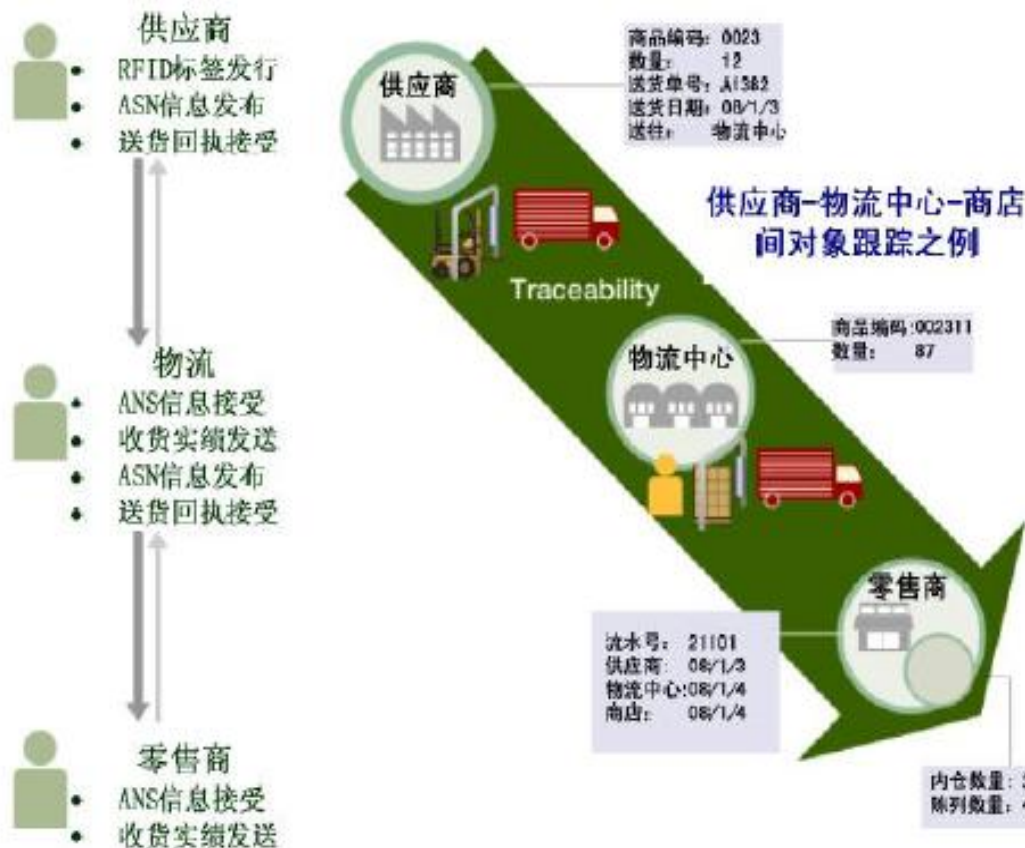 供应商
RFID标签发行
ASN信息发布
送货回执接受
物流
ANS信息接受
收货实绩发送
ASN信息发布
送货回执接受
零售商
ANS信息接受
收货实绩发送
供应商
商品编码: 0023
数量: 12
送货单号: A1382
送货日期: 08/1/3
送往: 物流中心
供应商-物流中心-商店
间对象跟踪之例
Traceability
物流中心
商品编码:002311
数量: 87
零售商
流水号: 21101
供应商: 08/1/3
物流中心:08/1/4
商店: 08/1/4
内仓数量:
陈列数量: